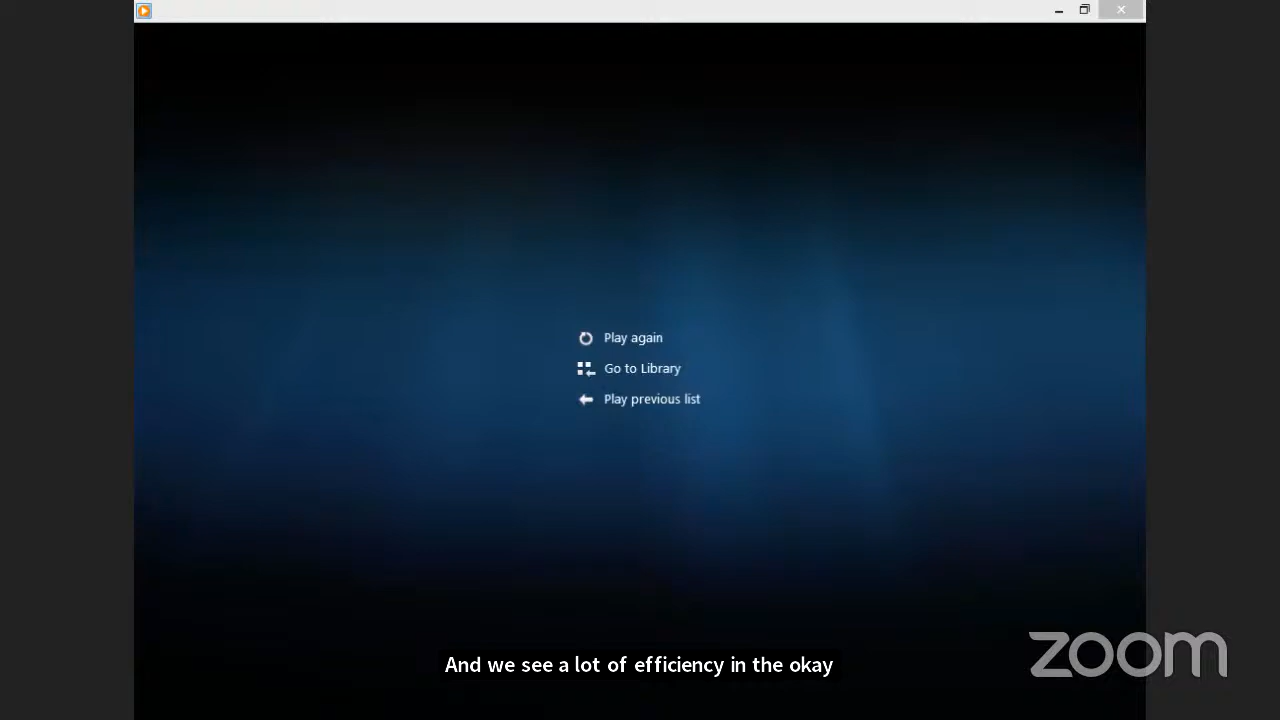 Play again
Go to Library
Play previous list
And we see a lot of efficiency in the okay
zoom